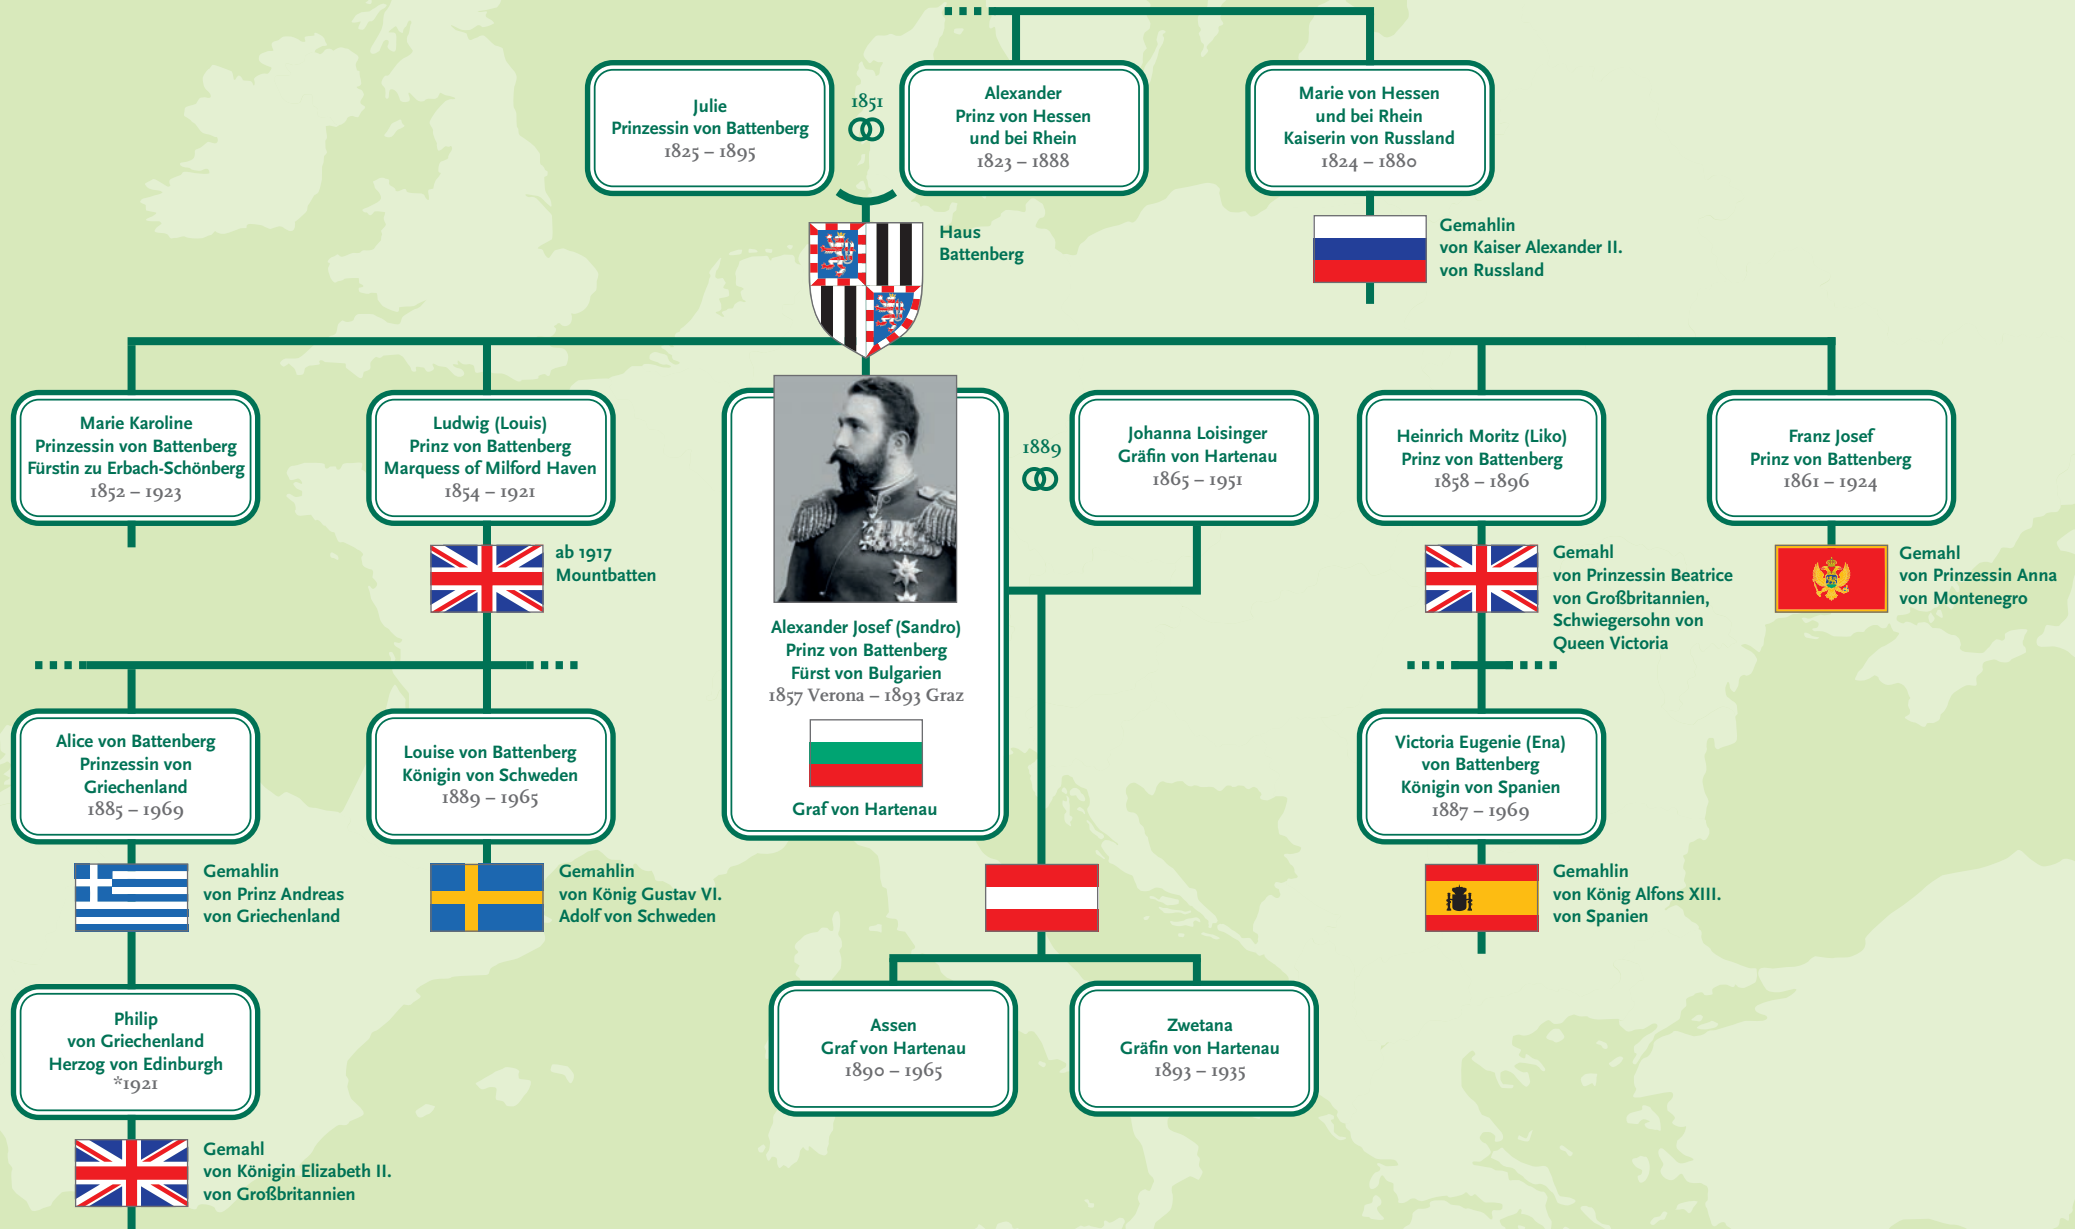 Julie
Prinzessin von Battenberg
1825 – 1895
1851
Alexander
Prinz von Hessen
und bei Rhein
1823 – 1888
Marie von Hessen
und bei Rhein
Kaiserin von Russland
1824 – 1880
Haus
Battenberg
Gemahlin
von Kaiser Alexander II.
von Russland
Marie Karoline
Prinzessin von Battenberg
Fürstin zu Erbach-Schönberg
1852 – 1923
Ludwig (Louis)
Prinz von Battenberg
Marquess of Milford Haven
1854 – 1921
ab 1917
Mountbatten
Alexander Josef (Sandro)
Prinz von Battenberg
Fürst von Bulgarien
1857 Verona – 1893 Graz
Graf von Hartenau
1889
Johanna Loisinger
Gräfin von Hartenau
1865 – 1951
Heinrich Moritz (Liko)
Prinz von Battenberg
1858 – 1896
Gemahl
von Prinzessin Beatrice
von Großbritannien,
Schwiegersohn von
Queen Victoria
Franz Josef
Prinz von Battenberg
1861 – 1924
Gemahl
von Prinzessin Anna
von Montenegro
Alice von Battenberg
Prinzessin von
Griechenland
1885 – 1969
Gemahlin
von Prinz Andreas
von Griechenland
Louise von Battenberg
Königin von Schweden
1889 – 1965
Gemahlin
von König Gustav VI.
Adolf von Schweden
Victoria Eugenie (Ena)
von Battenberg
Königin von Spanien
1887 – 1969
Gemahlin
von König Alfons XIII.
von Spanien
Philip
von Griechenland
Herzog von Edinburgh
*1921
Gemahl
von Königin Elizabeth II.
von Großbritannien
Assen
Graf von Hartenau
1890 – 1965
Zwetana
Gräfin von Hartenau
1893 – 1935